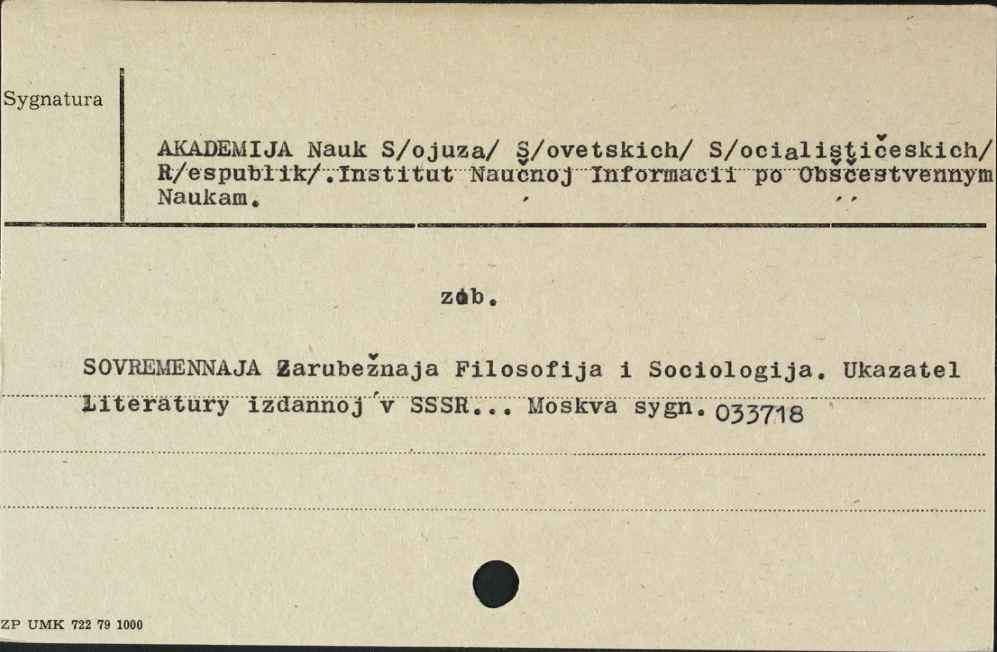 Sygnatura
AKADEMIJA Nauk S/ojuza/ S/ovetskich/ S/ocialističeskich/
R/espublik/.Institut Naučnoj Informacii po Obščestvennym
Naukam.
zob.
SOVREMENNAJA Zarubežnaja Filosofija i Sociologija. Ukazatel
Literatury izdannoj v SSSR... Moskva sygn. 033718
ZP UMK 722 79 1000